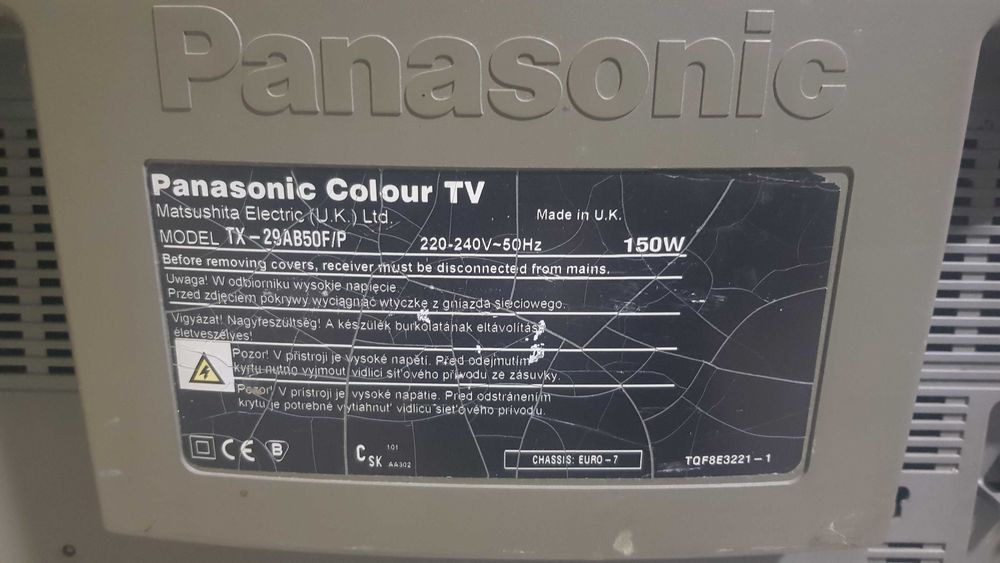 Panasonic
Panasonic Colour TV
Matsushita Electric (U.K.) Ltd. Made in U.K.
MODEL TX-29AB50F/P 220-240V~50Hz 150W
Before removing covers, receiver must be disconnected from mains.
Uwaga! W odbiorniku wysokie napięcie.
Przed zdjęciem pokrywy wyciągnąć wtyczkę z gniazda sieciowego.
Vigyázat! Nagyfeszültség! A készülék burkolatának eltávolítása
életveszélyes!
Pozor! V přístroji je vysoké napětí. Před odejmutím
krytu nutno vyjmout vidlici síťového přívodu ze zásuvky.
Pozor! V prístroji je vysoké napätie. Pred odstránením
krytu je potrebné vytiahnuť vidlicu sieťového prívodu.
CE B CSK 101 AA302 CHASSIS: EURO-7 TQF8E3221-1